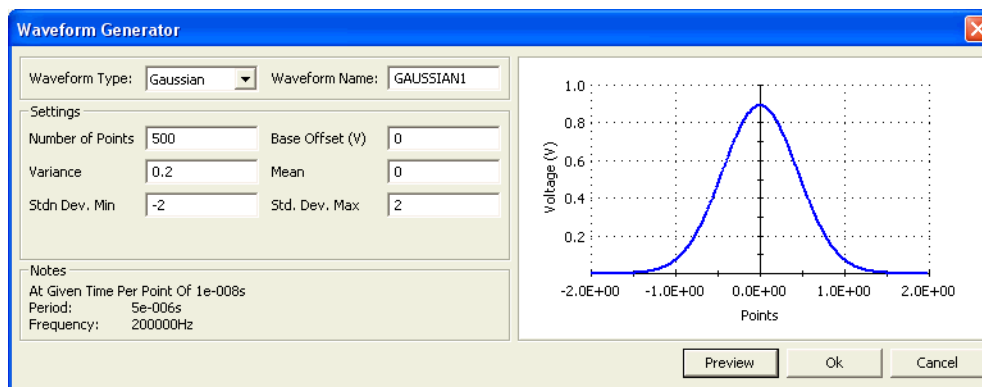 Waveform Generator
Waveform Type: Gaussian Waveform Name: GAUSSIAN1
Settings
Number of Points 500 Base Offset (V) 0
Variance 0.2 Mean 0
Stdn Dev. Min -2 Std. Dev. Max 2
Notes
At Given Time Per Point Of 1e-008s
Period: 5e-006s
Frequency: 200000Hz
Voltage (V)
1.0
0.8
0.6
0.4
0.2
-2.0E+00 -1.0E+00 0.0E+00 1.0E+00 2.0E+00
Points
Preview Ok Cancel